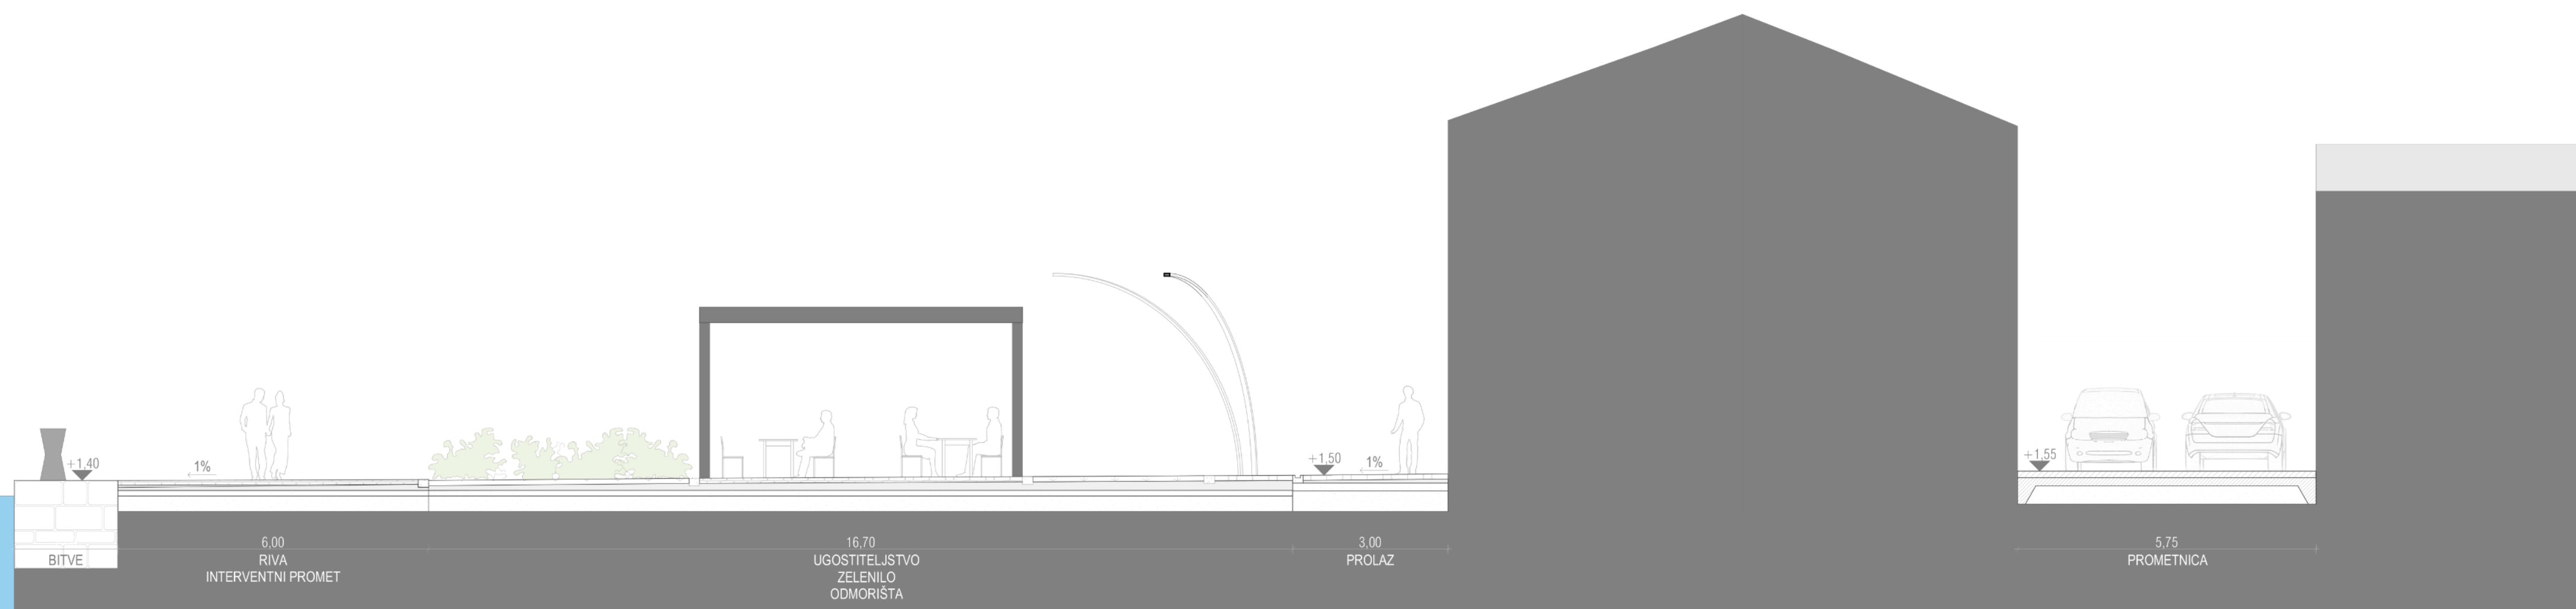 +1,40
1%
+1,50
1%
+1,55
6,00
16,70
3,00
5,75
BITVE
RIVA
INTERVENTNI PROMET
UGOSTITELJSTVO
ZELENILO
ODMORIŠTA
PROLAZ
PROMETNICA